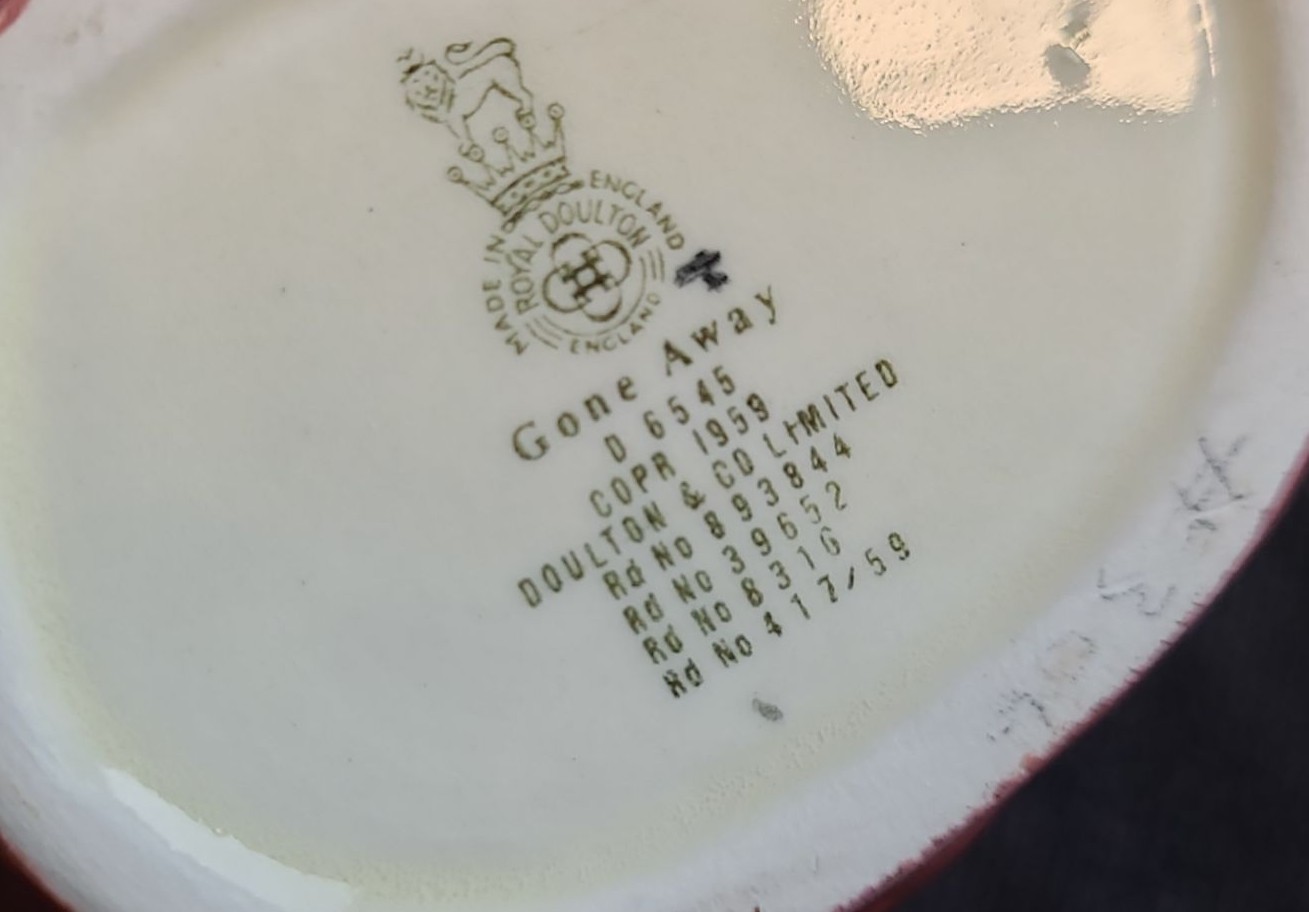 MADE IN ENGLAND
ROYAL DOULTON
ENGLAND
Gone Away
D 6545
COPR 1959
DOULTON & CO LIMITED
Rd No 893844
Rd No 39652
Rd No 8316
Rd No 417/59